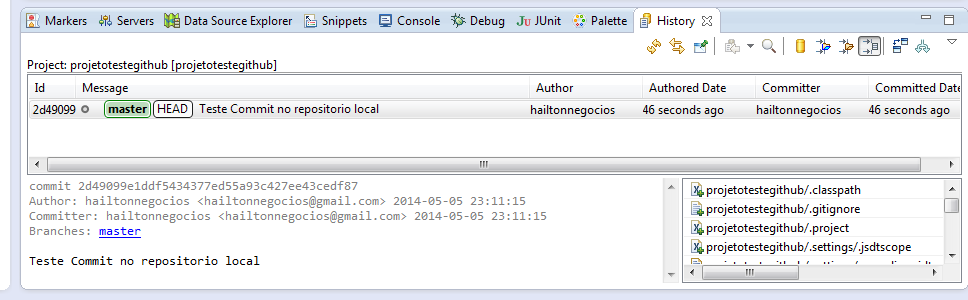 Markers Servers Data Source Explorer Snippets Console Debug JUnit Palette History
Project: projetotestegithub [projetotestegithub]
Id Message Author Authored Date Committer Committed Date
2d49099 master HEAD Teste Commit no repositorio local hailtonnegocios 46 seconds ago hailtonnegocios 46 seconds ago
commit 2d49099e1ddf5434377ed55a93c427ee43cedf87
Author: hailtonnegocios <hailtonnegocios@gmail.com> 2014-05-05 23:11:15
Committer: hailtonnegocios <hailtonnegocios@gmail.com> 2014-05-05 23:11:15
Branches: master
Teste Commit no repositorio local
projetotestegithub/.classpath
projetotestegithub/.gitignore
projetotestegithub/.project
projetotestegithub/.settings/.jsdtscope